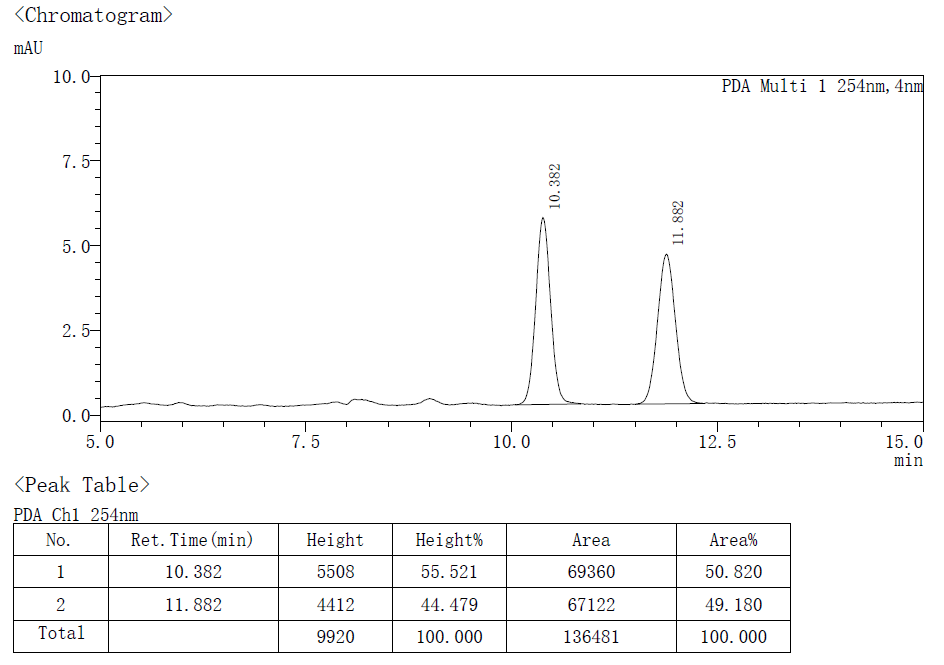 <Chromatogram>
mAU
PDA Multi 1 254nm,4nm
10.0
7.5
5.0
2.5
0.0
10.382
11.882
5.0 7.5 10.0 12.5 15.0
min
<Peak Table>
PDA Ch1 254nm
No. Ret.Time(min) Height Height% Area Area%
1 10.382 5508 55.521 69360 50.820
2 11.882 4412 44.479 67122 49.180
Total 9920 100.000 136481 100.000